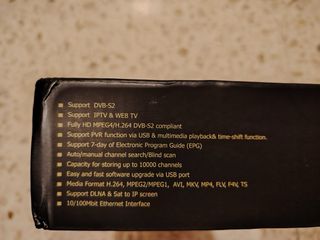 Support DVB-S2
Support IPTV & WEB TV
Fully HD MPEG4/H.264 DVB-S2 compliant
Support PVR function via USB & multimedia playback& time-shift function.
Support 7-day of Electronic Program Guide (EPG)
Auto/manual channel search/Blind scan
Capacity for storing up to 10000 channels
Easy and fast software upgrade via USB port
Media Format H.264, MPEG2/MPEG1, AVI, MKV, MP4, FLV, F4V, TS
Support DLNA & Sat to IP screen
10/100Mbit Ethernet Interface